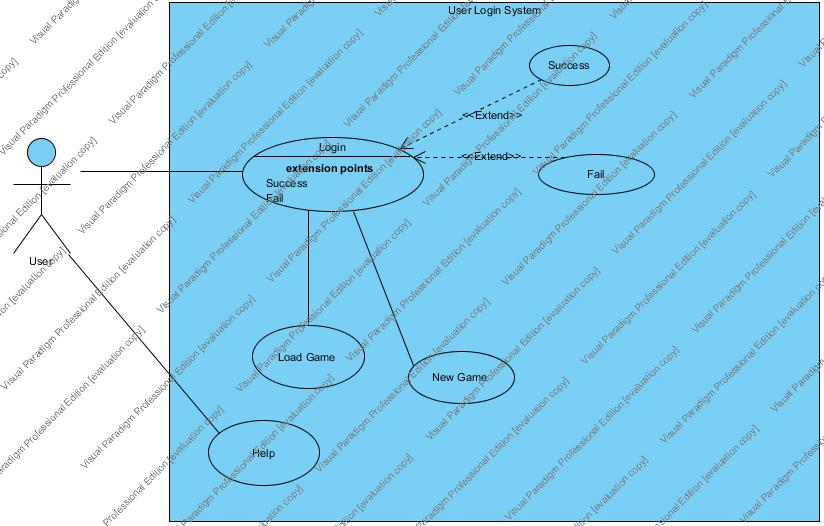 User Login System
Success
<<Extend>>
Login
extension points
Success
Fail
<<Extend>>
Fail
User
Load Game
New Game
Help
Visual Paradigm Professional Edition [evaluation copy]